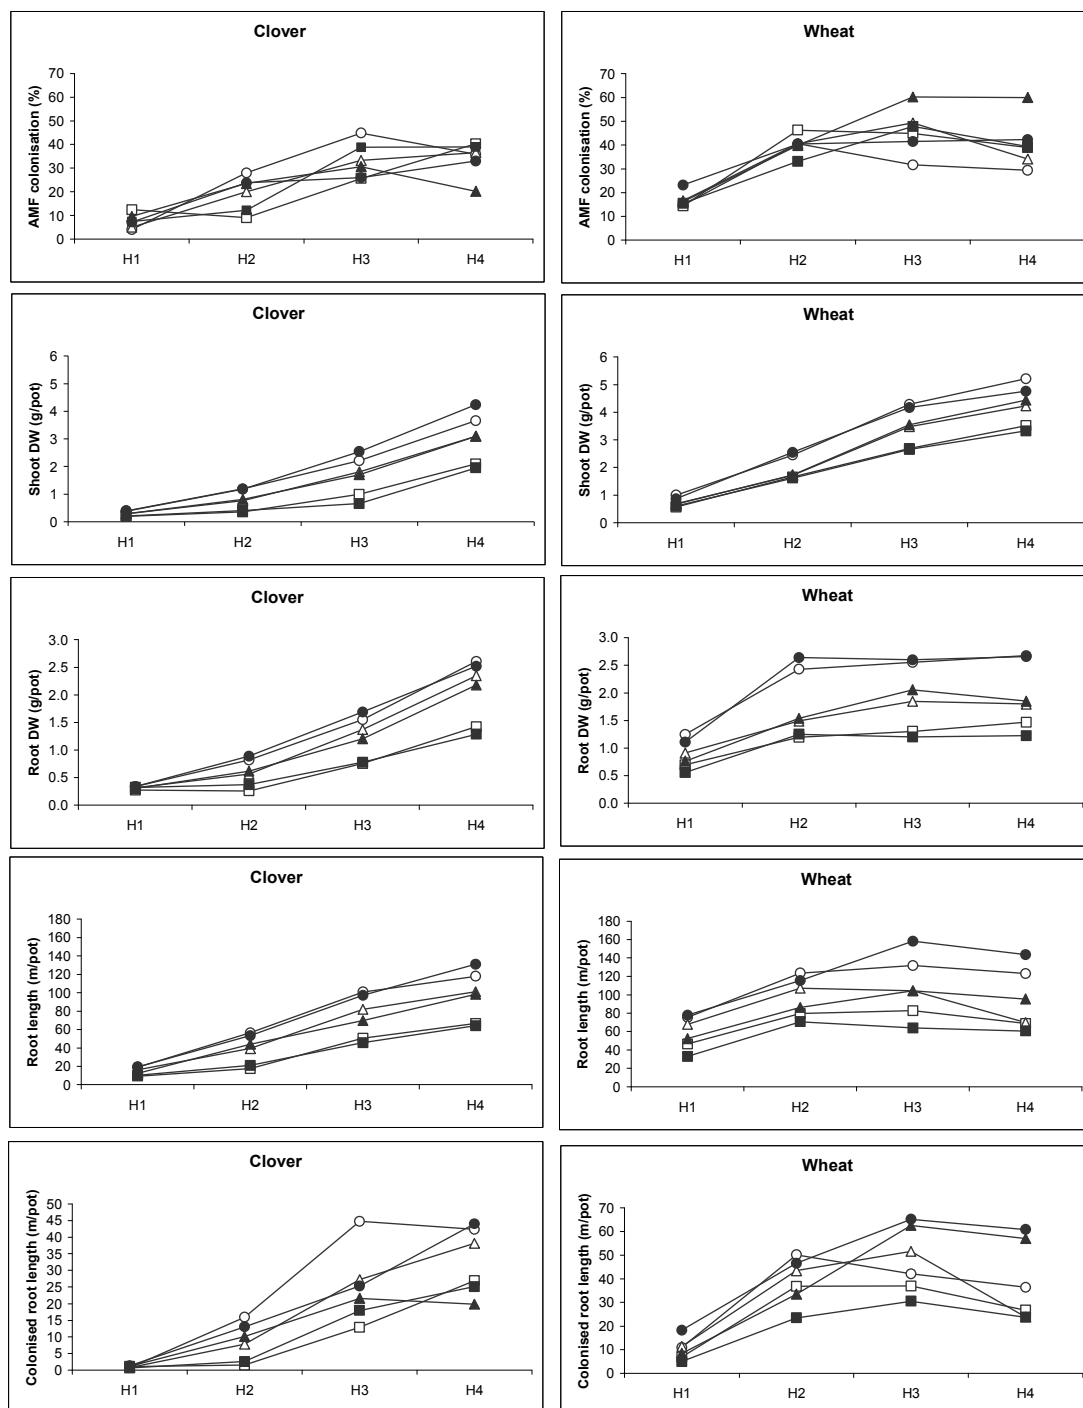 Clover
AMF colonisation (%)
70
60
50
40
30
20
10
0
H1 H2 H3 H4
Wheat
AMF colonisation (%)
70
60
50
40
30
20
10
0
H1 H2 H3 H4
Clover
Shoot DW (g/pot)
6
5
4
3
2
1
0
H1 H2 H3 H4
Wheat
Shoot DW (g/pot)
6
5
4
3
2
1
0
H1 H2 H3 H4
Clover
Root DW (g/pot)
3.0
2.5
2.0
1.5
1.0
0.5
0.0
H1 H2 H3 H4
Wheat
Root DW (g/pot)
3.0
2.5
2.0
1.5
1.0
0.5
0.0
H1 H2 H3 H4
Clover
Root length (m/pot)
180
160
140
120
100
80
60
40
20
0
H1 H2 H3 H4
Wheat
Root length (m/pot)
180
160
140
120
100
80
60
40
20
0
H1 H2 H3 H4
Clover
Colonised root length (m/pot)
50
45
40
35
30
25
20
15
10
5
0
H1 H2 H3 H4
Wheat
Colonised root length (m/pot)
70
60
50
40
30
20
10
0
H1 H2 H3 H4